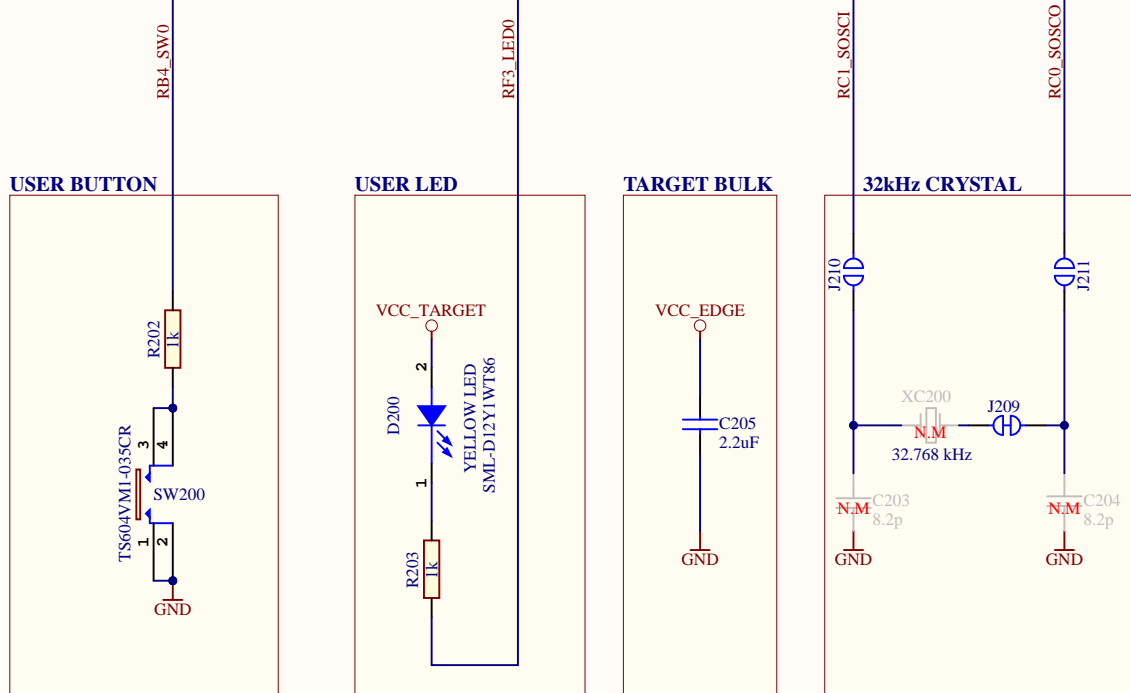 RB4_SW0
RF3_LED0
RC1_SOSCI
RC0_SOSCO
USER BUTTON
R202
1k
3
4
TS604VM1-035CR
SW200
1
2
GND
USER LED
VCC_TARGET
2
D200
YELLOW LED
SML-D12Y1WT86
1
R203
1k
TARGET BULK
VCC_EDGE
C205
2.2uF
GND
32kHz CRYSTAL
J210
J211
XC200
N.M
32.768 kHz
J209
N.M
C203
8.2p
GND
N.M
C204
8.2p
GND